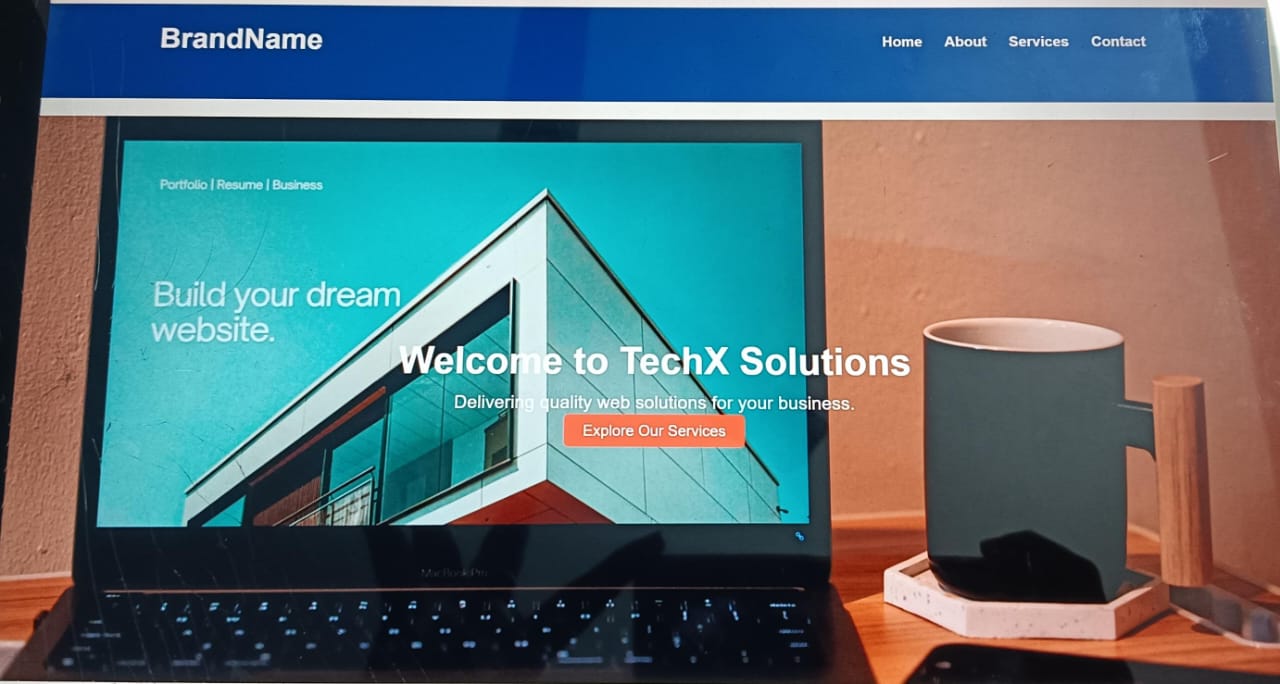 BrandName
Home About Services Contact
Portfolio | Resume | Business
Build your dream
website.
Welcome to TechX Solutions
Delivering quality web solutions for your business.
Explore Our Services
MacBook Pro